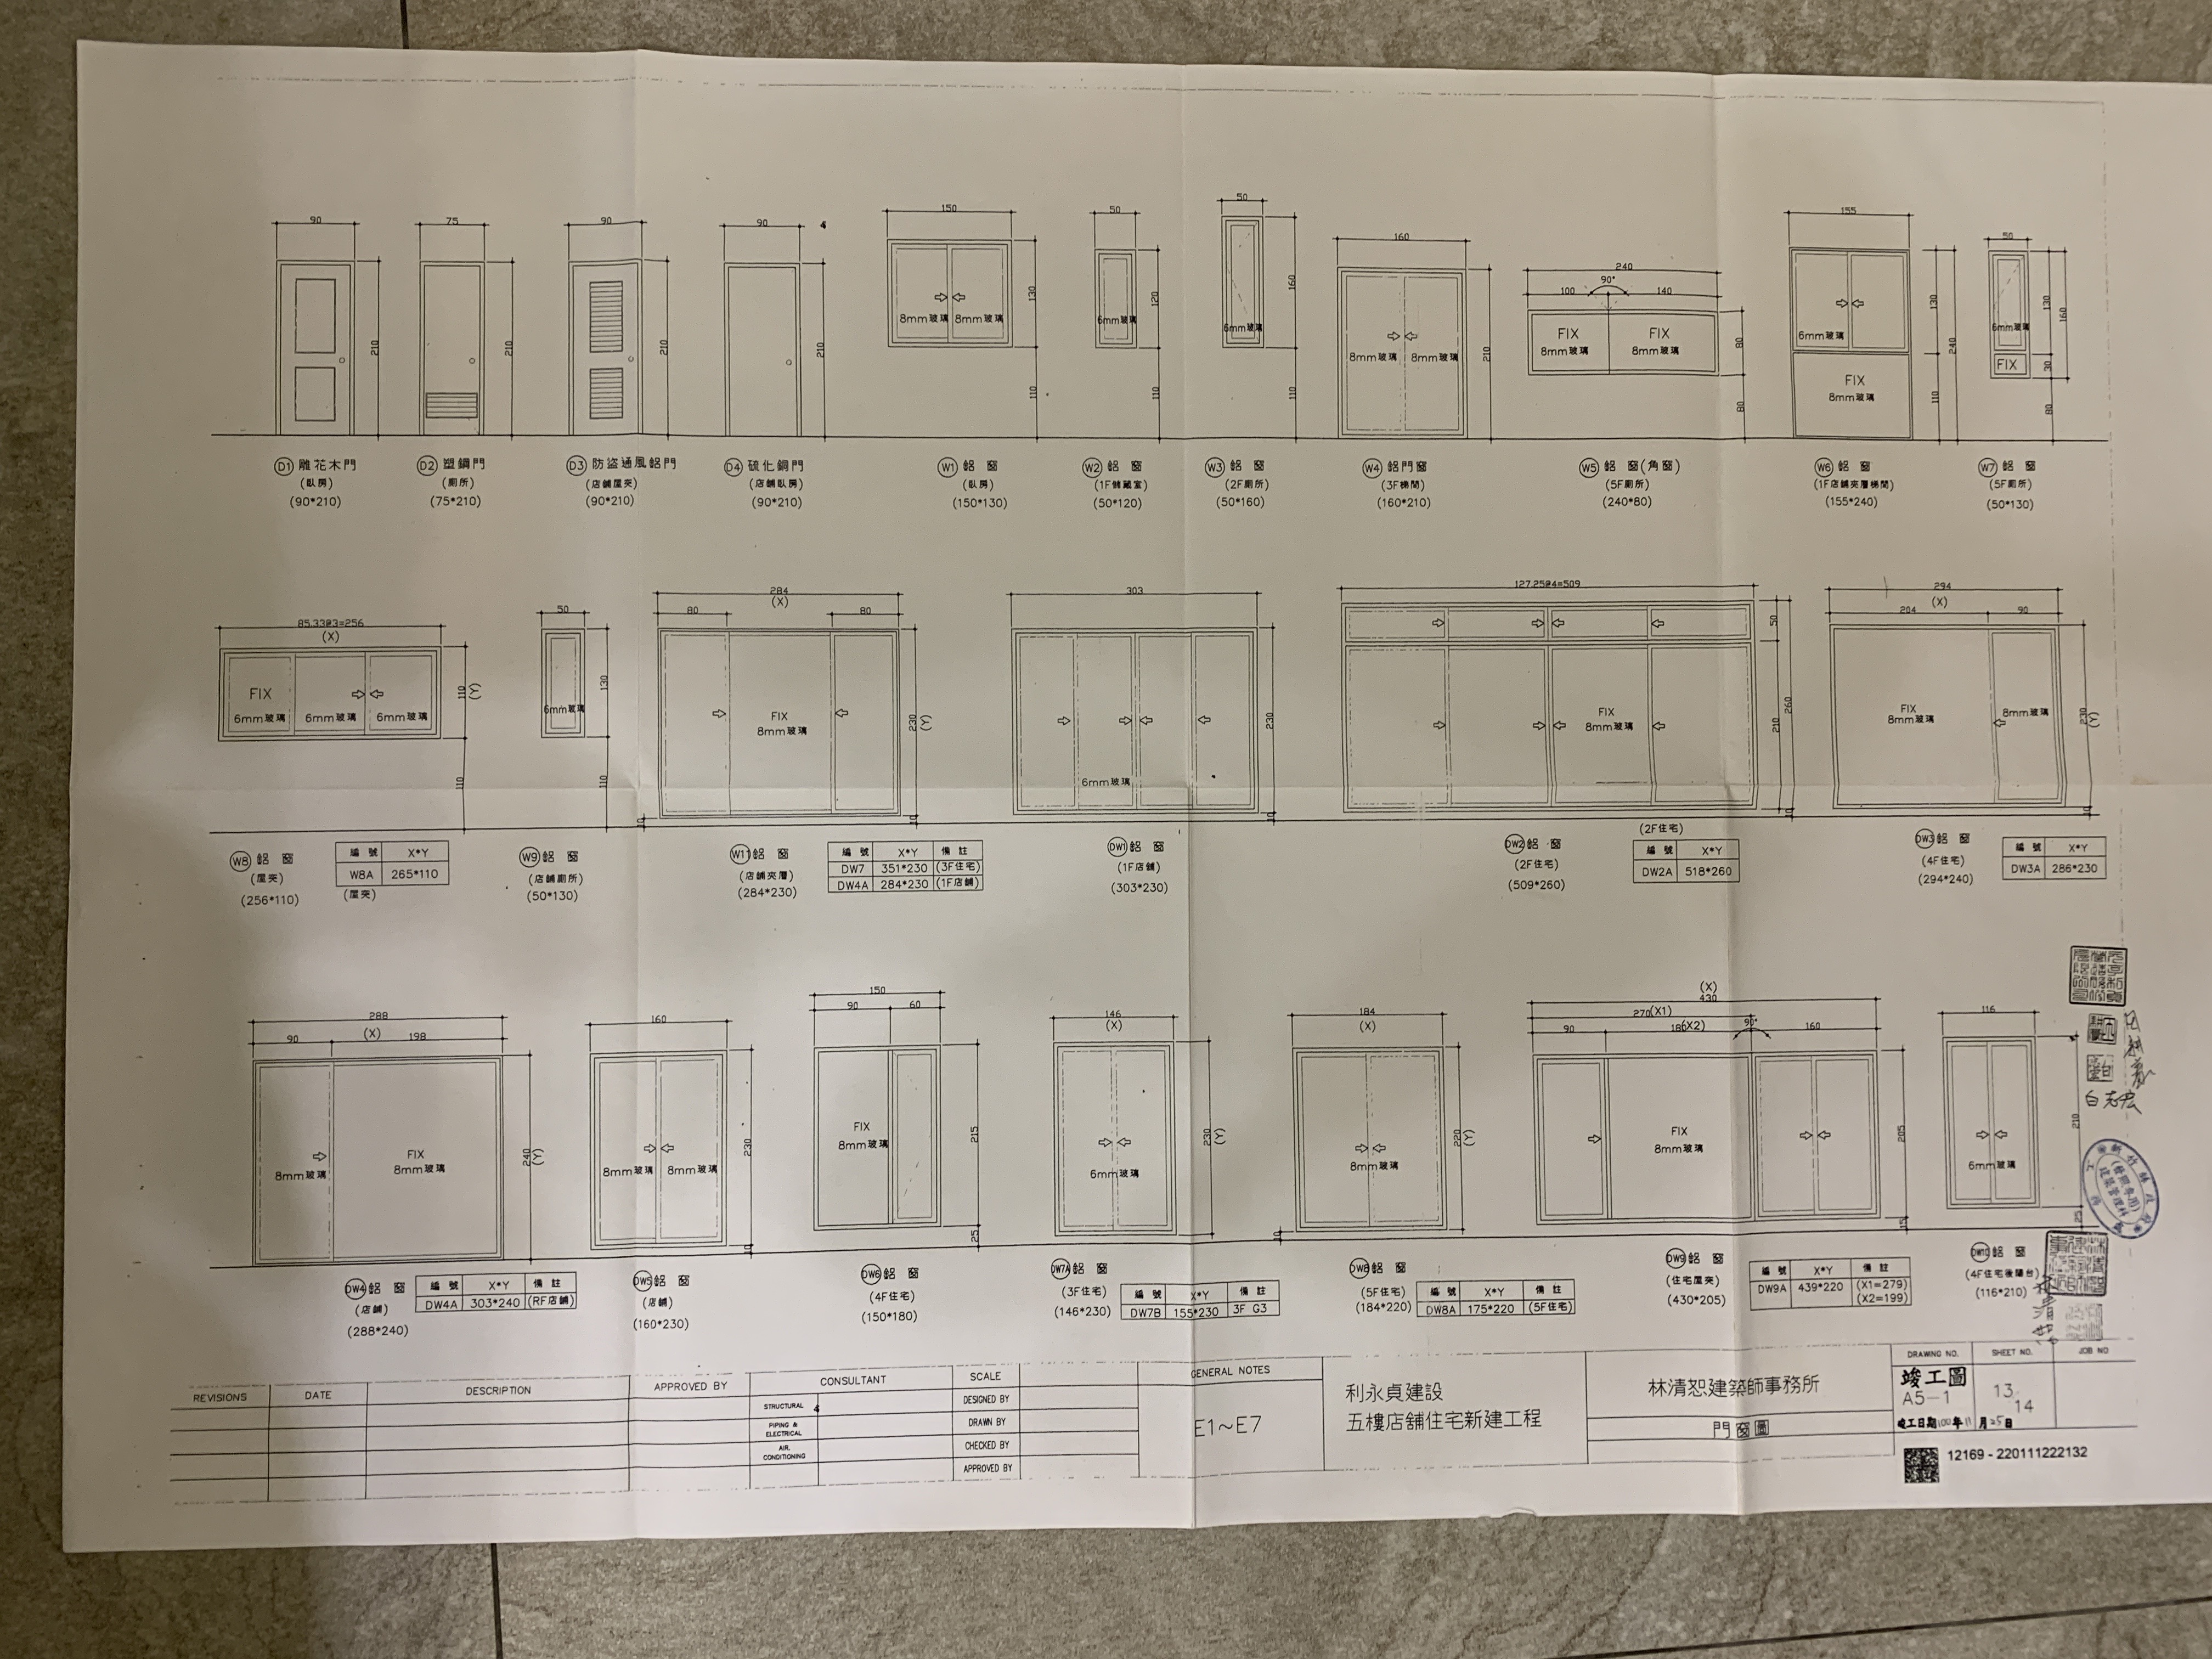 90
75
90
90
4
150
50
50
160
240
90°
100
140
155
50
210
210
210
210
130
110
120
110
160
110
210
80
80
130
110
240
130
30
160
80
8mm玻璃 8mm玻璃
6mm玻璃
6mm玻璃
8mm玻璃 8mm玻璃
FIX
8mm玻璃
FIX
8mm玻璃
6mm玻璃
FIX
8mm玻璃
6mm玻璃
FIX
D1 雕花木門
(臥房)
(90*210)
D2 塑鋼門
(廁所)
(75*210)
D3 防盜通風鋁門
(店舖屋夾)
(90*210)
D4 硫化銅門
(店舖臥房)
(90*210)
W1 鋁 窗
(臥房)
(150*130)
W2 鋁 窗
(1F儲藏室)
(50*120)
W3 鋁 窗
(2F廁所)
(50*160)
W4 鋁門窗
(3F梯間)
(160*210)
W5 鋁 窗(角窗)
(5F廁所)
(240*80)
W6 鋁 窗
(1F店舖夾層梯間)
(155*240)
W7 鋁 窗
(5F廁所)
(50*130)
85.33@3=256
(X)
50
284
(X)
80
80
303
127.25@4=509
294
(X)
204
90
110
(Y)
110
130
110
230
(Y)
10
10
230
10
50
210
260
10
230
(Y)
10
FIX
6mm玻璃 6mm玻璃 6mm玻璃
6mm玻璃
FIX
8mm玻璃
6mm玻璃
FIX
8mm玻璃
FIX
8mm玻璃
8mm玻璃
W8 鋁 窗
(屋夾)
(256*110)
編 號 X*Y
W8A 265*110
(屋夾)
W9 鋁 窗
(店舖廁所)
(50*130)
W11 鋁 窗
(店舖夾層)
(284*230)
編 號 X*Y 備 註
DW7 351*230 (3F住宅)
DW4A 284*230 (1F店舖)
DW1 鋁 窗
(1F店舖)
(303*230)
DW2 鋁 窗
(2F住宅)
(509*260)
(2F住宅)
編 號 X*Y
DW2A 518*260
DW3 鋁 窗
(4F住宅)
(294*240)
編 號 X*Y
DW3A 286*230
288
(X)
90
198
160
150
90
60
146
(X)
184
(X)
(X)
430
270(X1)
90
180(X2)
90°
160
116
240
(Y)
230
10
215
25
230
(Y)
10
220
(Y)
205
15
210
25
8mm玻璃
FIX
8mm玻璃
8mm玻璃 8mm玻璃
FIX
8mm玻璃
6mm玻璃
8mm玻璃
FIX
8mm玻璃
6mm玻璃
白志宏
DW4 鋁 窗
(店舖)
(288*240)
編 號 X*Y 備 註
DW4A 303*240 (RF店舖)
DW5 鋁 窗
(店舖)
(160*230)
DW6 鋁 窗
(4F住宅)
(150*180)
DW7A 鋁 窗
(3F住宅)
(146*230)
編 號 X*Y 備 註
DW7B 155*230 3F G3
DW8 鋁 窗
(5F住宅)
(184*220)
編 號 X*Y 備 註
DW8A 175*220 (5F住宅)
DW9 鋁 窗
(住宅屋夾)
(430*205)
編 號 X*Y 備 註
DW9A 439*220 (X1=279)
(X2=199)
DW10 鋁 窗
(4F住宅後陽台)
(116*210)
REVISIONS DATE DESCRIPTION APPROVED BY
CONSULTANT
STRUCTURAL
4
PIPING &
ELECTRICAL
AIR.
CONDITIONING
SCALE
DESIGNED BY
DRAWN BY
CHECKED BY
APPROVED BY
GENERAL NOTES
E1~E7
利永貞建設
五樓店舖住宅新建工程
林清恕建築師事務所
門窗圖
DRAWING NO. SHEET NO. JOB NO
竣工圖
A5-1
13
14
竣工日期100年11月25日
12169 - 220111222132